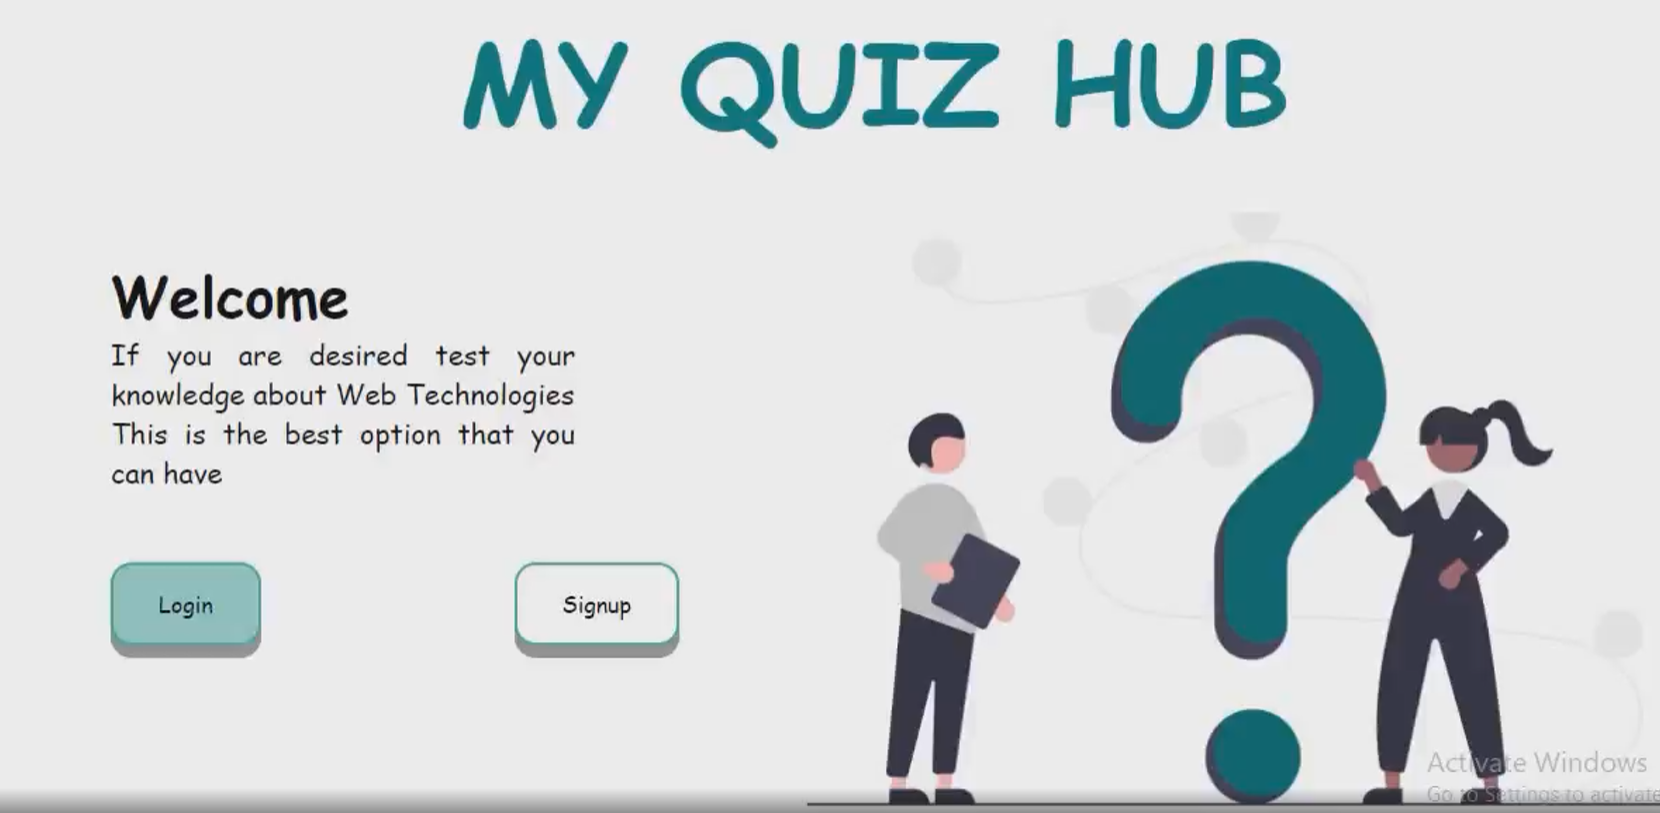 MY QUIZ HUB
Welcome
If you are desired test your
knowledge about Web Technologies
This is the best option that you
can have
Login
Signup
Activate Windows
Go to Settings to activate